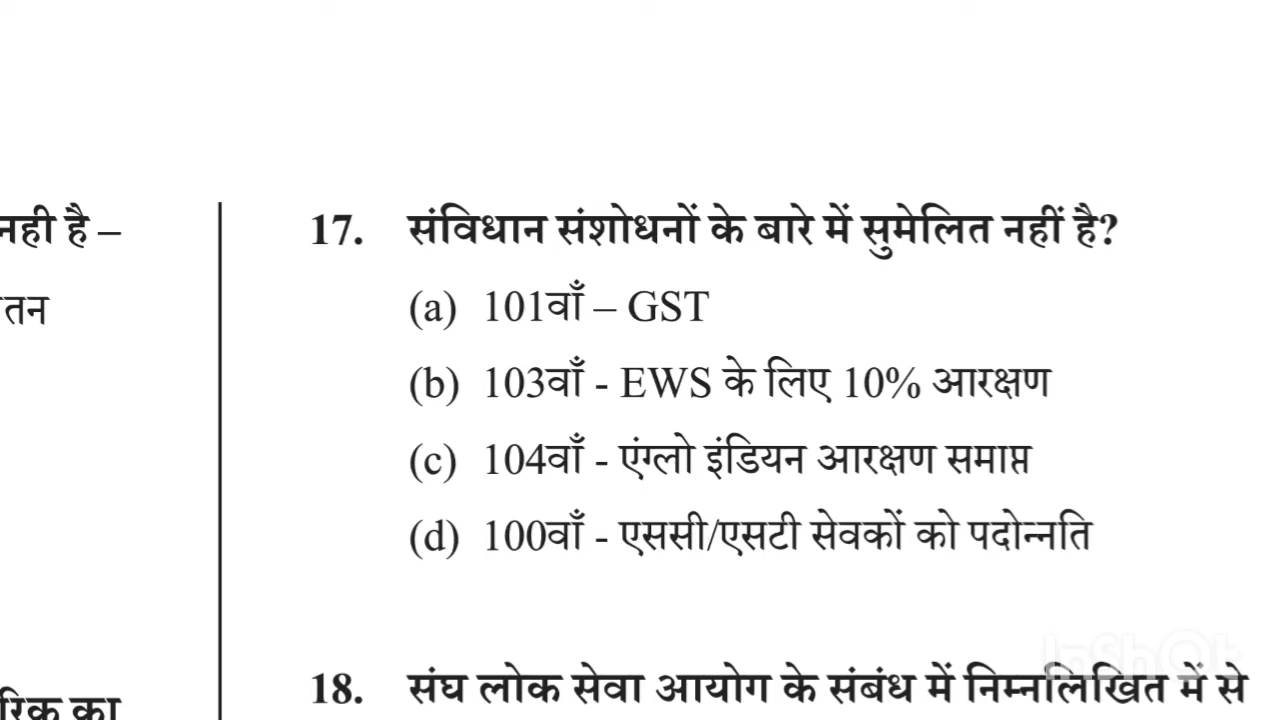 नही है –
तन
रिक का
17. संविधान संशोधनों के बारे में सुमेलित नहीं है?
(a) 101वाँ – GST
(b) 103वाँ - EWS के लिए 10% आरक्षण
(c) 104वाँ - एंग्लो इंडियन आरक्षण समाप्त
(d) 100वाँ - एससी/एसटी सेवकों को पदोन्नति
18. संघ लोक सेवा आयोग के संबंध में निम्नलिखित में से
InShOt